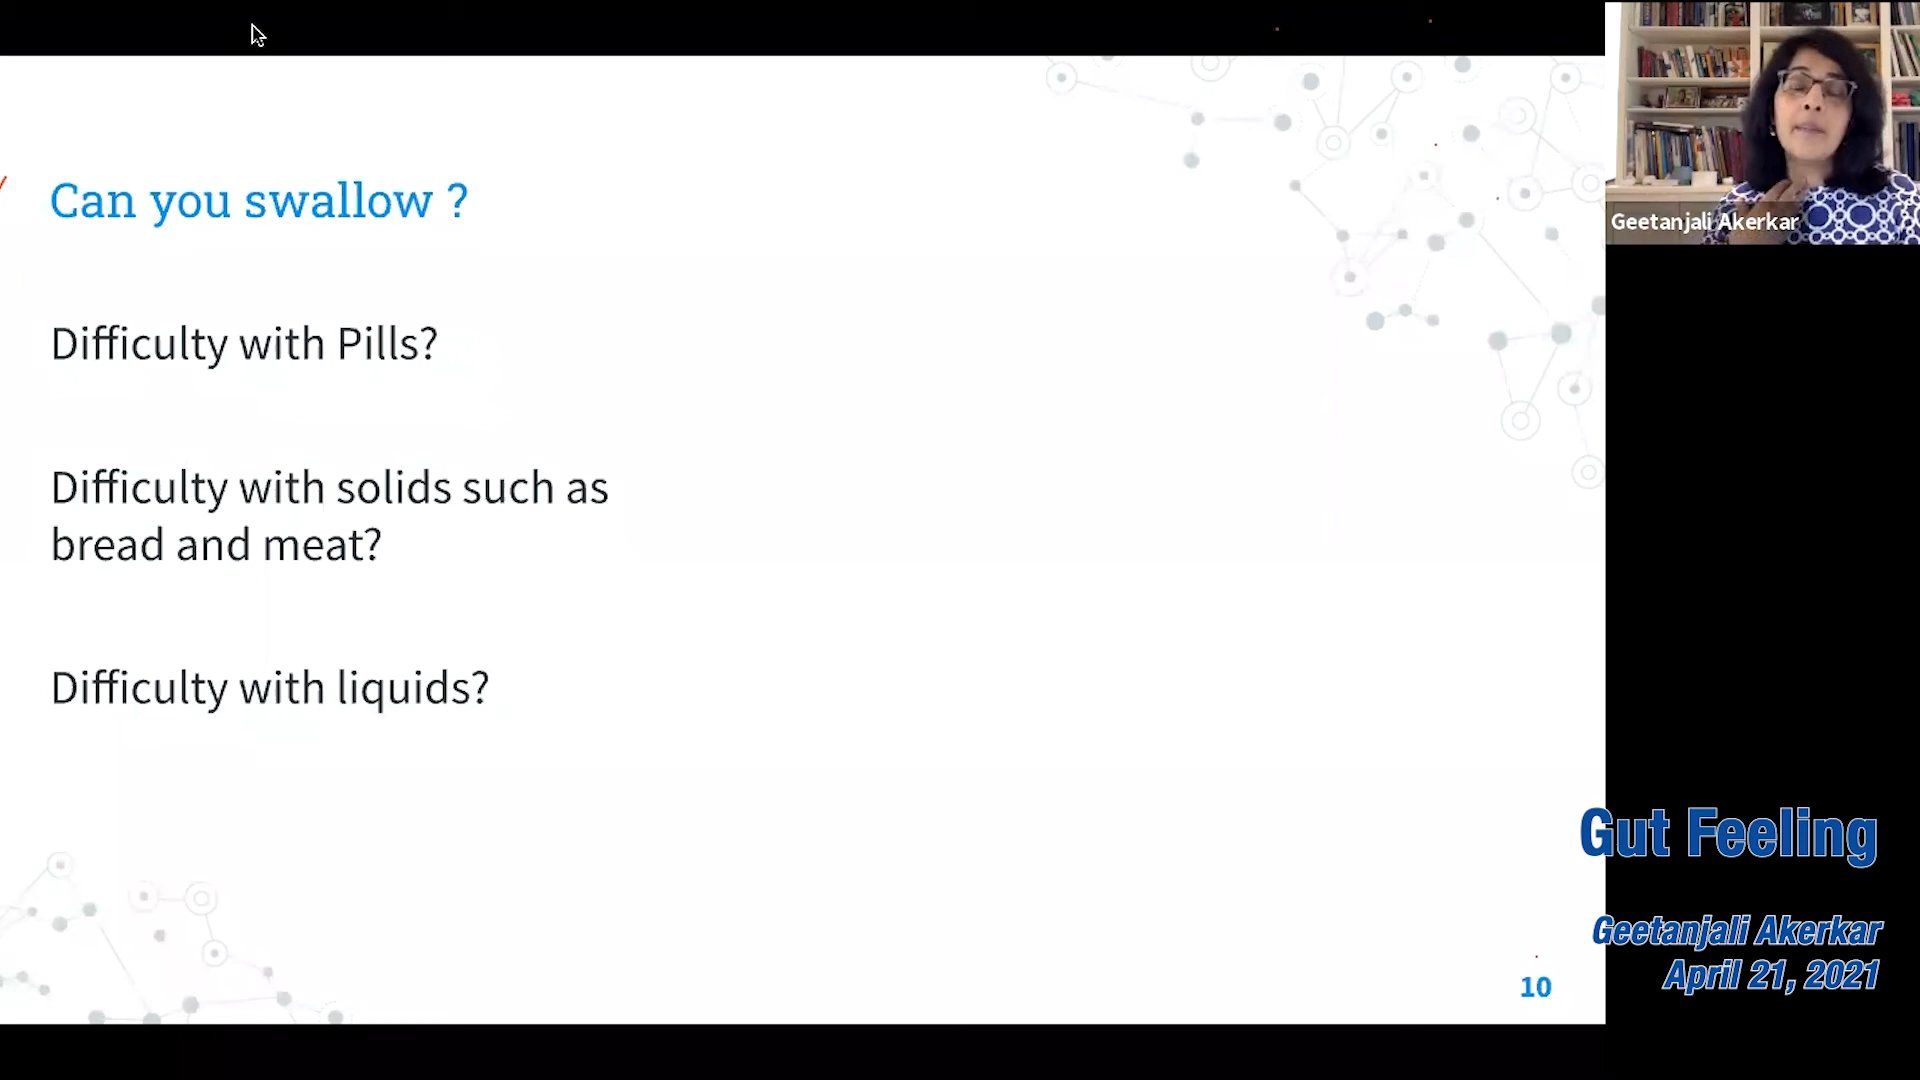 Can you swallow ?
Difficulty with Pills?
Difficulty with solids such as
bread and meat?
Difficulty with liquids?
10
Geetanjali Akerkar
Gut Feeling
Geetanjali Akerkar
April 21, 2021